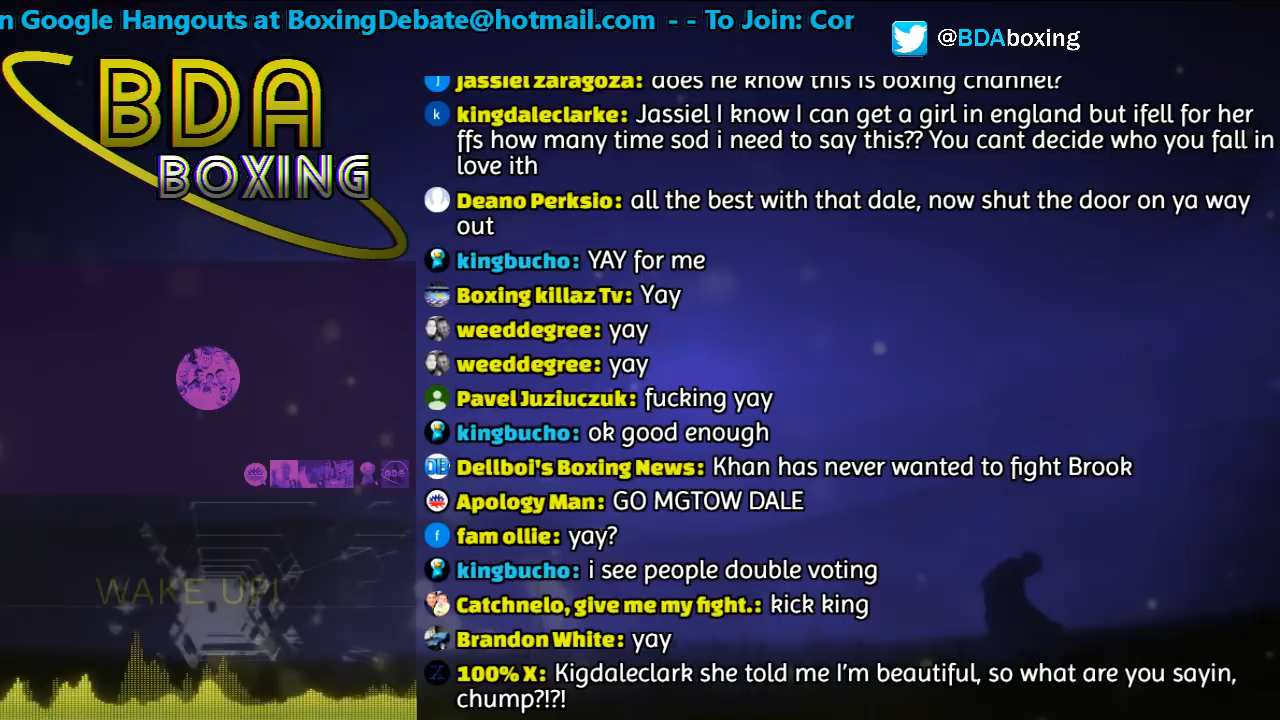 n Google Hangouts at BoxingDebate@hotmail.com - - To Join: Cor
@BDAboxing
BDA
BOXING
WAKE UP!
jassiel zaragoza: does he know this is boxing channel?
kingdaleclarke: Jassiel I know I can get a girl in england but ifell for her
ffs how many time sod i need to say this?? You cant decide who you fall in
love ith
Deano Perksio: all the best with that dale, now shut the door on ya way
out
kingbucho: YAY for me
Boxing killaz Tv: Yay
weeddegree: yay
weeddegree: yay
Pavel Juziuczuk: fucking yay
kingbucho: ok good enough
Dellboi's Boxing News: Khan has never wanted to fight Brook
Apology Man: GO MGTOW DALE
fam ollie: yay?
kingbucho: i see people double voting
Catchnelo, give me my fight.: kick king
Brandon White: yay
100% X: Kigdaleclark she told me I'm beautiful, so what are you sayin,
chump?!?!